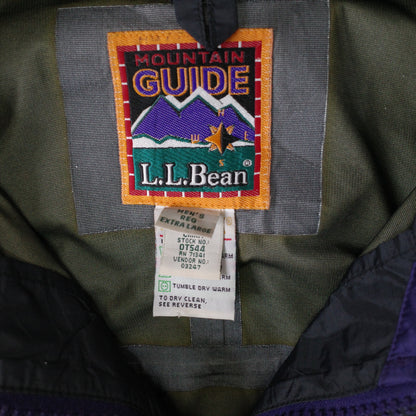 MOUNTAIN
GUIDE
N
W E
S
L.L.Bean
MEN'S
REG
EXTRA LARGE
STOCK NO.:
0T544
RN 71341
VENDOR NO.:
03247
TUMBLE DRY WARM
TO DRY CLEAN,
SEE REVERSE